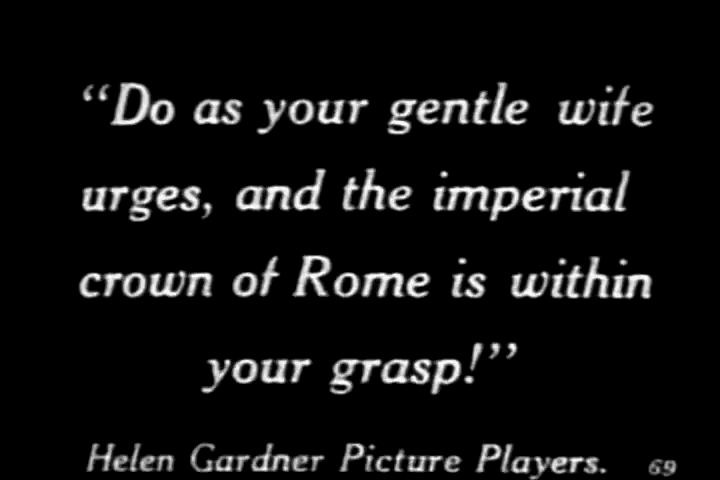 “Do as your gentle wife
urges, and the imperial
crown of Rome is within
your grasp!”
Helen Gardner Picture Players. 69